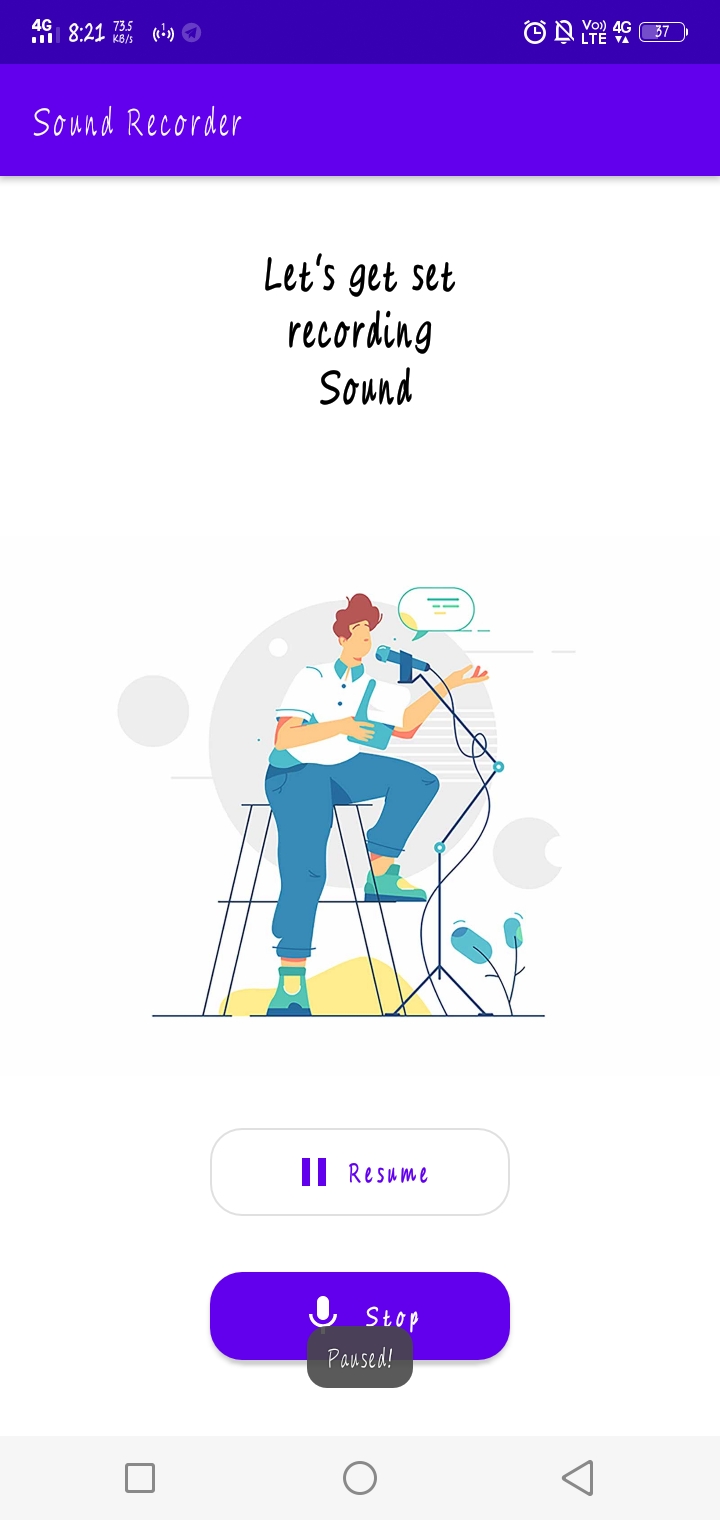 4G 8:21 73.5 KB/s 1 Vo)) LTE 4G 37
Sound Recorder
Let's get set
recording
Sound
Resume
Stop
Paused!